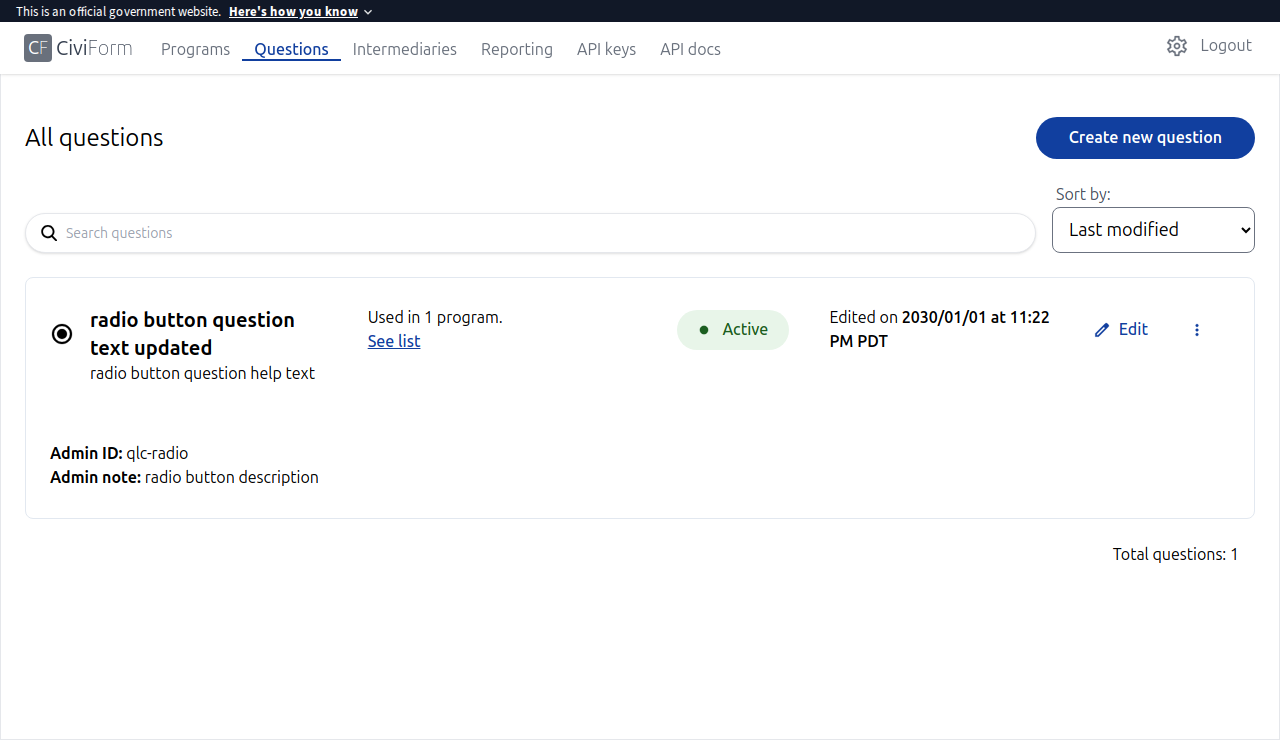 This is an official government website. Here's how you know
CF CiviForm Programs Questions Intermediaries Reporting API keys API docs Logout
All questions
Create new question
Sort by:
Search questions
Last modified
radio button question
text updated
radio button question help text
Used in 1 program.
See list
Active
Edited on 2030/01/01 at 11:22
PM PDT
Edit
Admin ID: qlc-radio
Admin note: radio button description
Total questions: 1